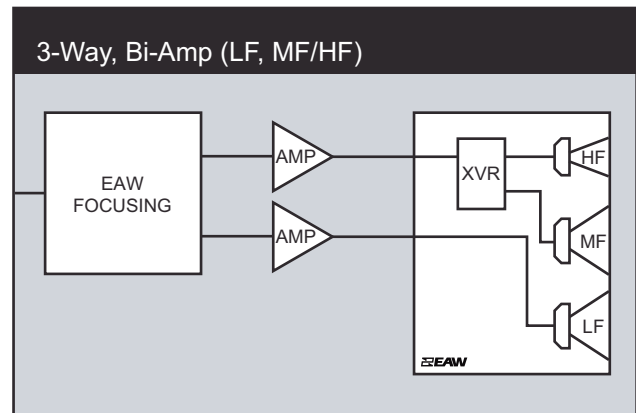 3-Way, Bi-Amp (LF, MF/HF)
EAW
FOCUSING
AMP
AMP
XVR
HF
MF
LF
EAW